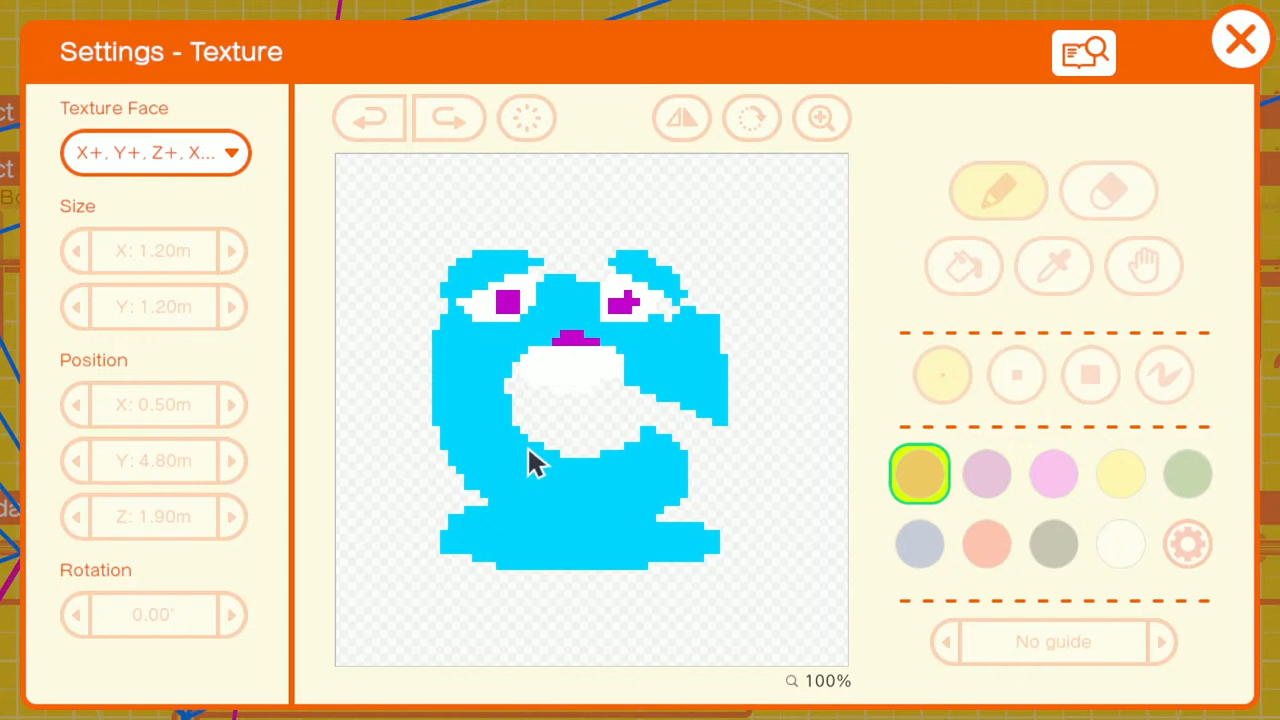 Settings - Texture
Texture Face
X+, Y+, Z+, X...
Size
X: 1.20m
Y: 1.20m
Position
X: 0.50m
Y: 4.80m
Z: 1.90m
Rotation
0.00°
No guide
100%